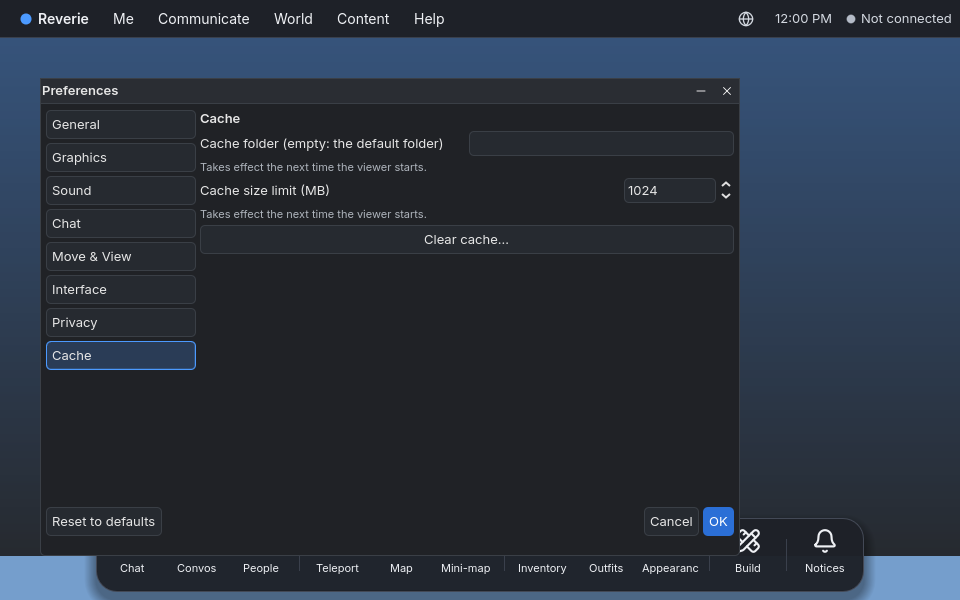 Reverie Me Communicate World Content Help 12:00 PM Not connected
Preferences
General
Graphics
Sound
Chat
Move & View
Interface
Privacy
Cache
Cache
Cache folder (empty: the default folder)
Takes effect the next time the viewer starts.
Cache size limit (MB) 1024
Takes effect the next time the viewer starts.
Clear cache...
Reset to defaults Cancel OK
Chat Convos People Teleport Map Mini-map Inventory Outfits Appearanc Build Notices